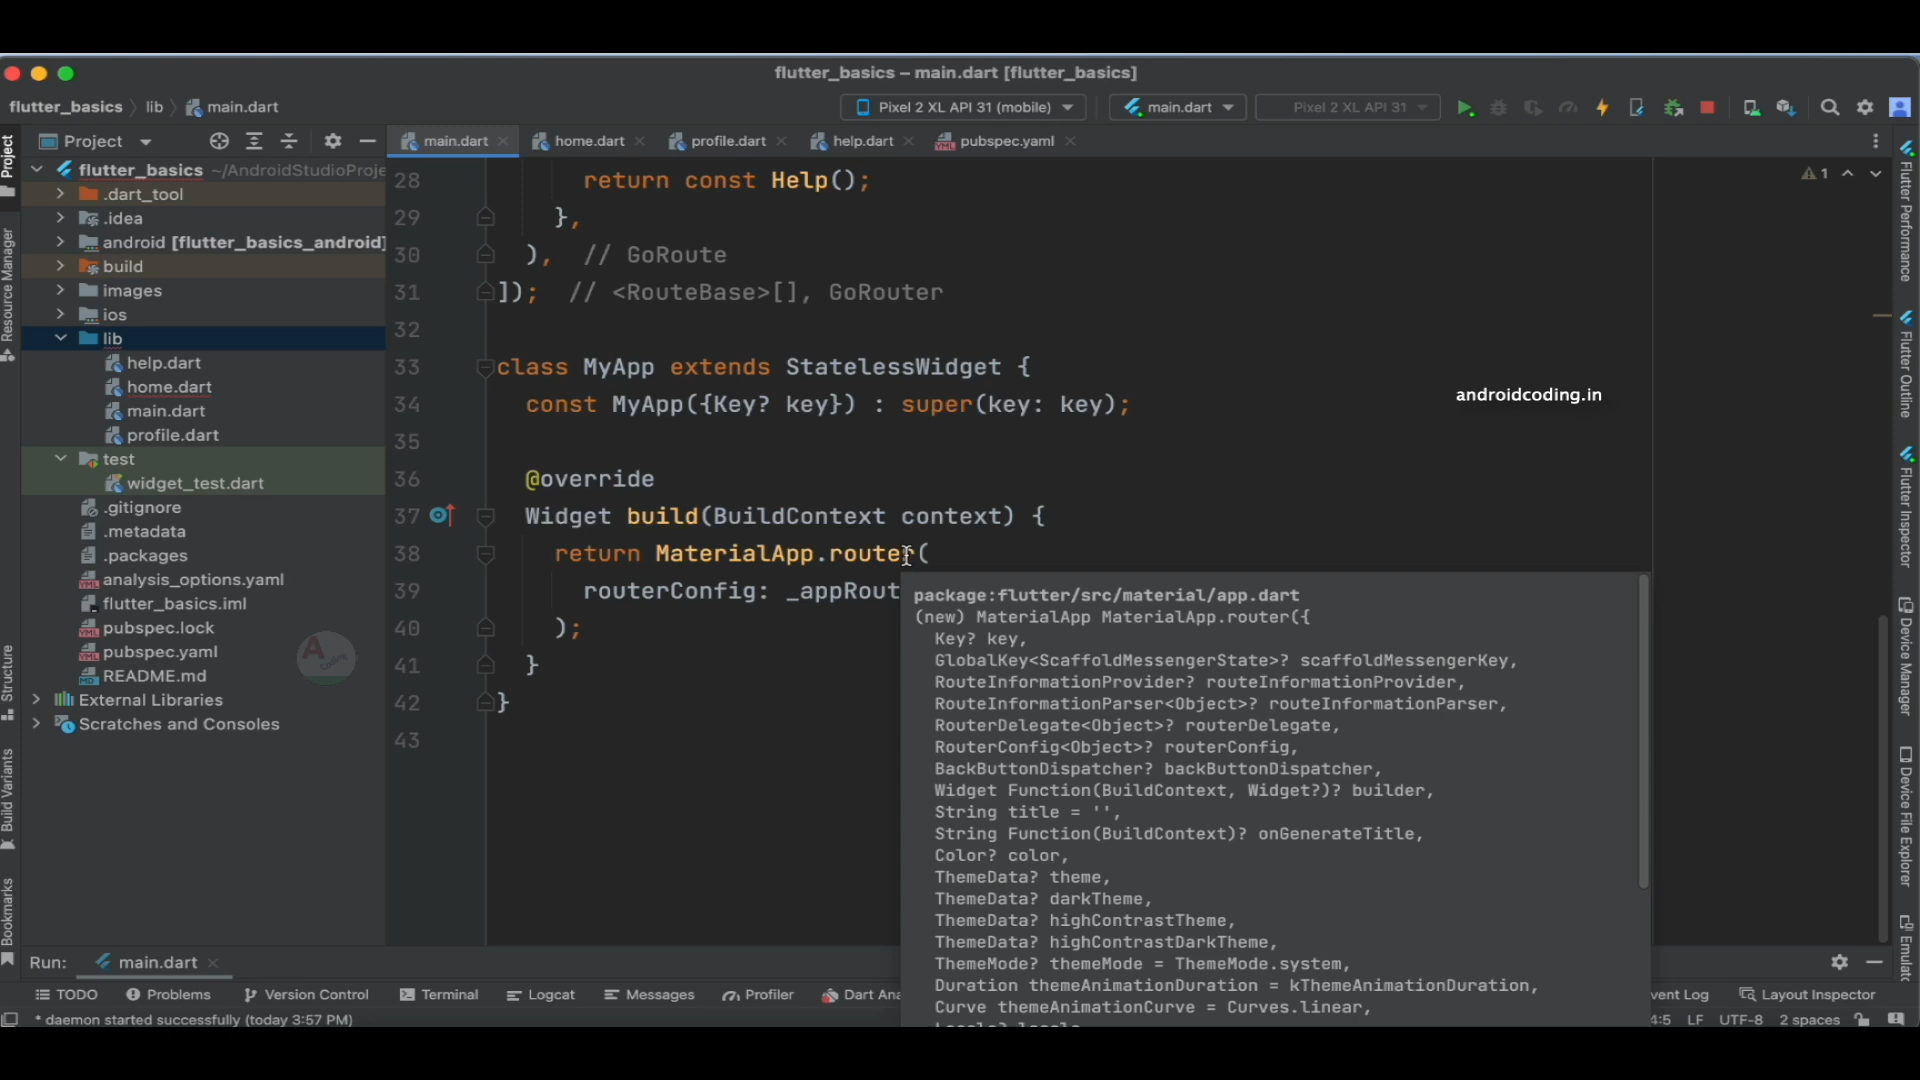 flutter_basics – main.dart [flutter_basics]
flutter_basics lib main.dart
Pixel 2 XL API 31 (mobile) main.dart Pixel 2 XL API 31
Project
main.dart home.dart profile.dart help.dart pubspec.yaml
flutter_basics ~/AndroidStudioProje
.dart_tool
.idea
android [flutter_basics_android]
build
images
ios
lib
help.dart
home.dart
main.dart
profile.dart
test
widget_test.dart
.gitignore
.metadata
.packages
analysis_options.yaml
flutter_basics.iml
pubspec.lock
pubspec.yaml
README.md
External Libraries
Scratches and Consoles
Project
Resource Manager
Structure
Build Variants
Bookmarks
28 return const Help();
29 },
30 ), // GoRoute
31 ]); // <RouteBase>[], GoRouter
32
33 class MyApp extends StatelessWidget {
34 const MyApp({Key? key}) : super(key: key);
35
36 @override
37 Widget build(BuildContext context) {
38 return MaterialApp.router(
39 routerConfig: _appRout
40 );
41 }
42 }
43
1
androidcoding.in
package:flutter/src/material/app.dart
(new) MaterialApp MaterialApp.router({
Key? key,
GlobalKey<ScaffoldMessengerState>? scaffoldMessengerKey,
RouteInformationProvider? routeInformationProvider,
RouteInformationParser<Object>? routeInformationParser,
RouterDelegate<Object>? routerDelegate,
RouterConfig<Object>? routerConfig,
BackButtonDispatcher? backButtonDispatcher,
Widget Function(BuildContext, Widget?)? builder,
String title = '',
String Function(BuildContext)? onGenerateTitle,
Color? color,
ThemeData? theme,
ThemeData? darkTheme,
ThemeData? highContrastTheme,
ThemeData? highContrastDarkTheme,
ThemeMode? themeMode = ThemeMode.system,
Duration themeAnimationDuration = kThemeAnimationDuration,
Curve themeAnimationCurve = Curves.linear,
Flutter Performance
Flutter Outline
Flutter Inspector
Device Manager
Device File Explorer
Emulato
Run: main.dart
TODO Problems Version Control Terminal Logcat Messages Profiler Dart Ana vent Log Layout Inspector
* daemon started successfully (today 3:57 PM) 4:5 LF UTF-8 2 spaces